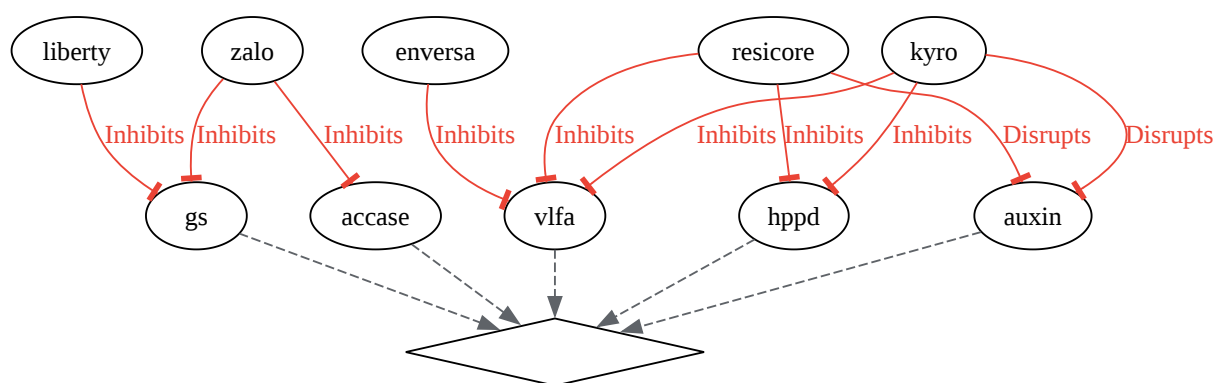 liberty
zalo
enversa
resicore
kyro
Inhibits
Inhibits
Inhibits
Inhibits
Inhibits
Inhibits
Inhibits
Inhibits
Disrupts
Disrupts
gs
accase
vlfa
hppd
auxin